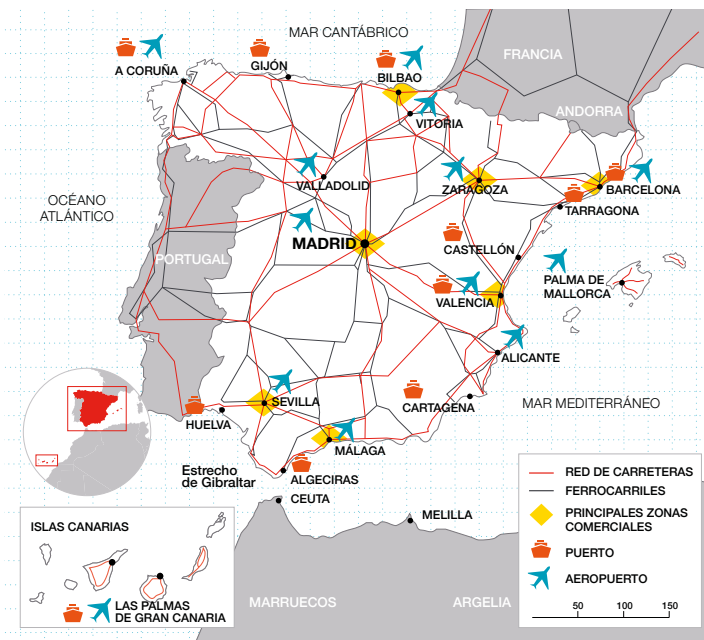 MAR CANTÁBRICO
A CORUÑA
GIJÓN
BILBAO
FRANCIA
VITORIA
ANDORRA
VALLADOLID
ZARAGOZA
BARCELONA
TARRAGONA
OCÉANO
ATLÁNTICO
MADRID
PORTUGAL
CASTELLÓN
PALMA DE
MALLORCA
VALENCIA
ALICANTE
SEVILLA
CARTAGENA
MAR MEDITERRÁNEO
HUELVA
MÁLAGA
Estrecho
de Gibraltar
ALGECIRAS
CEUTA
MELILLA
ISLAS CANARIAS
LAS PALMAS
DE GRAN CANARIA
MARRUECOS
ARGELIA
RED DE CARRETERAS
FERROCARRILES
PRINCIPALES ZONAS
COMERCIALES
PUERTO
AEROPUERTO
50 100 150